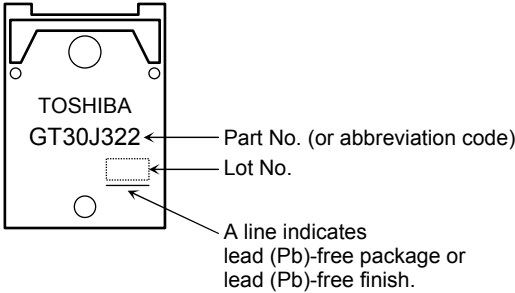 TOSHIBA
GT30J322
Part No. (or abbreviation code)
Lot No.
A line indicates
lead (Pb)-free package or
lead (Pb)-free finish.